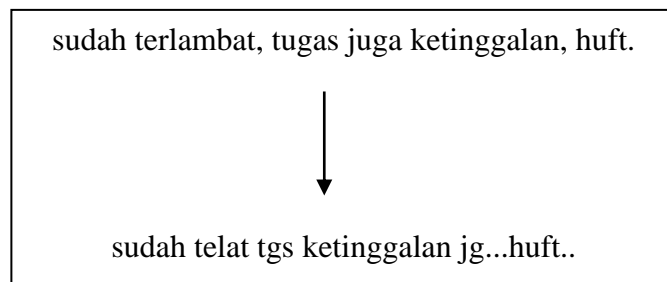 sudah terlambat, tugas juga ketinggalan, huft.
sudah telat tgs ketinggalan jg...huft..